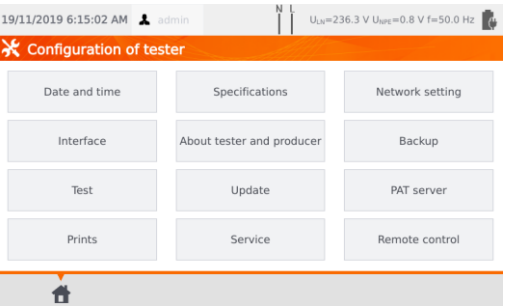 N L
19/11/2019 6:15:02 AM admin ULN=236.3 V UNPE=0.8 V f=50.0 Hz
Configuration of tester
Date and time Specifications Network setting
Interface About tester and producer Backup
Test Update PAT server
Prints Service Remote control